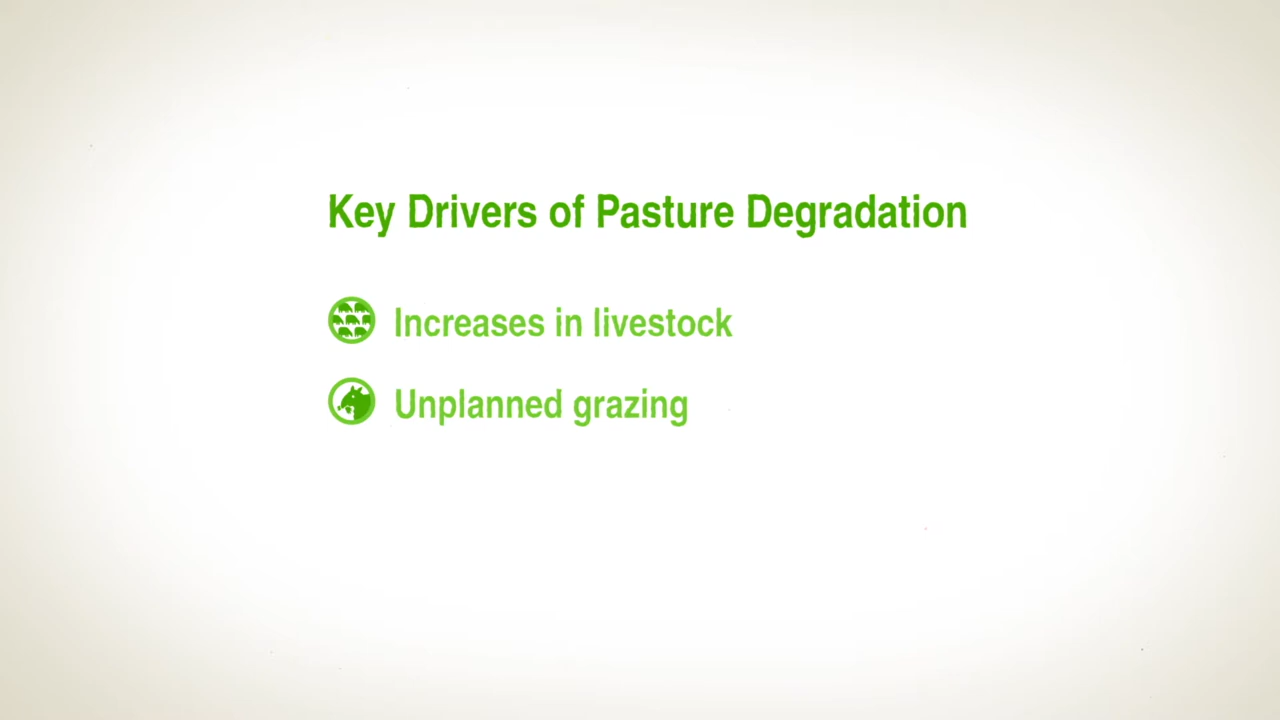 Key Drivers of Pasture Degradation
Increases in livestock
Unplanned grazing